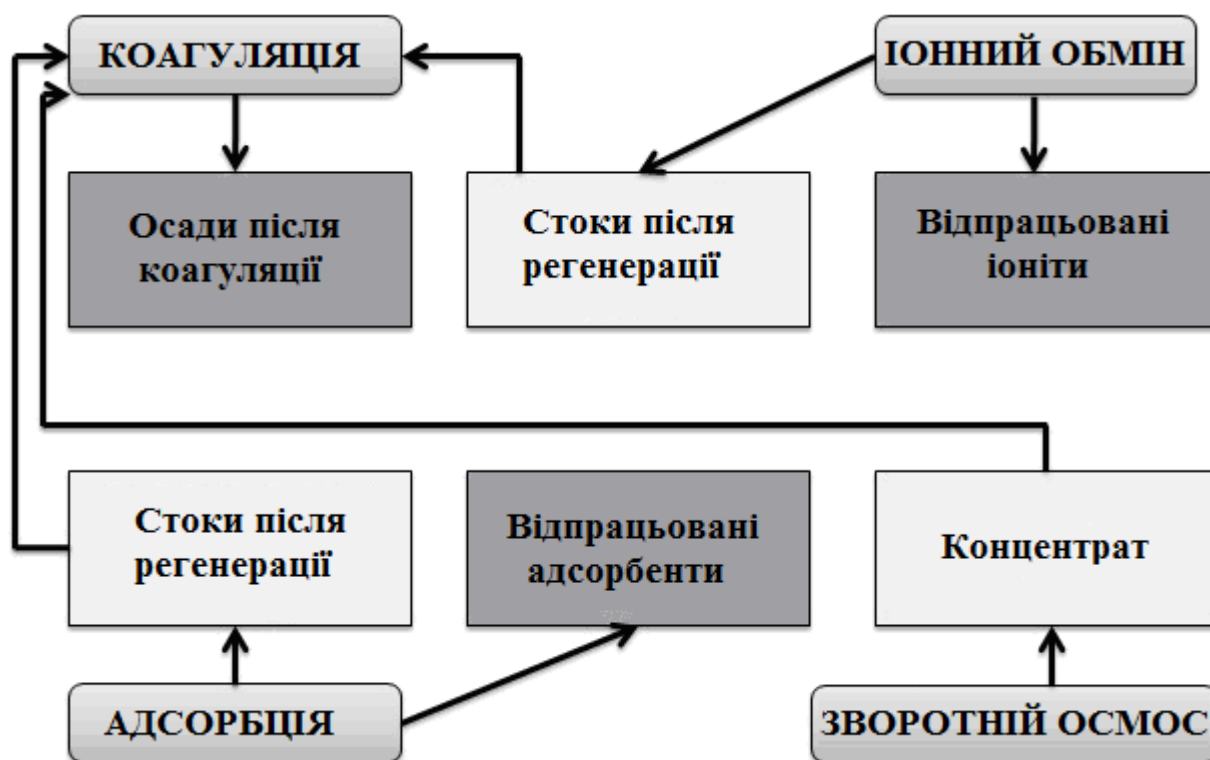 КОАГУЛЯЦІЯ
ІОННИЙ ОБМІН
Осади після
коагуляції
Стоки після
регенерації
Відпрацьовані
іоніти
Стоки після
регенерації
Відпрацьовані
адсорбенти
Концентрат
АДСОРБЦІЯ
ЗВОРОТНІЙ ОСМОС